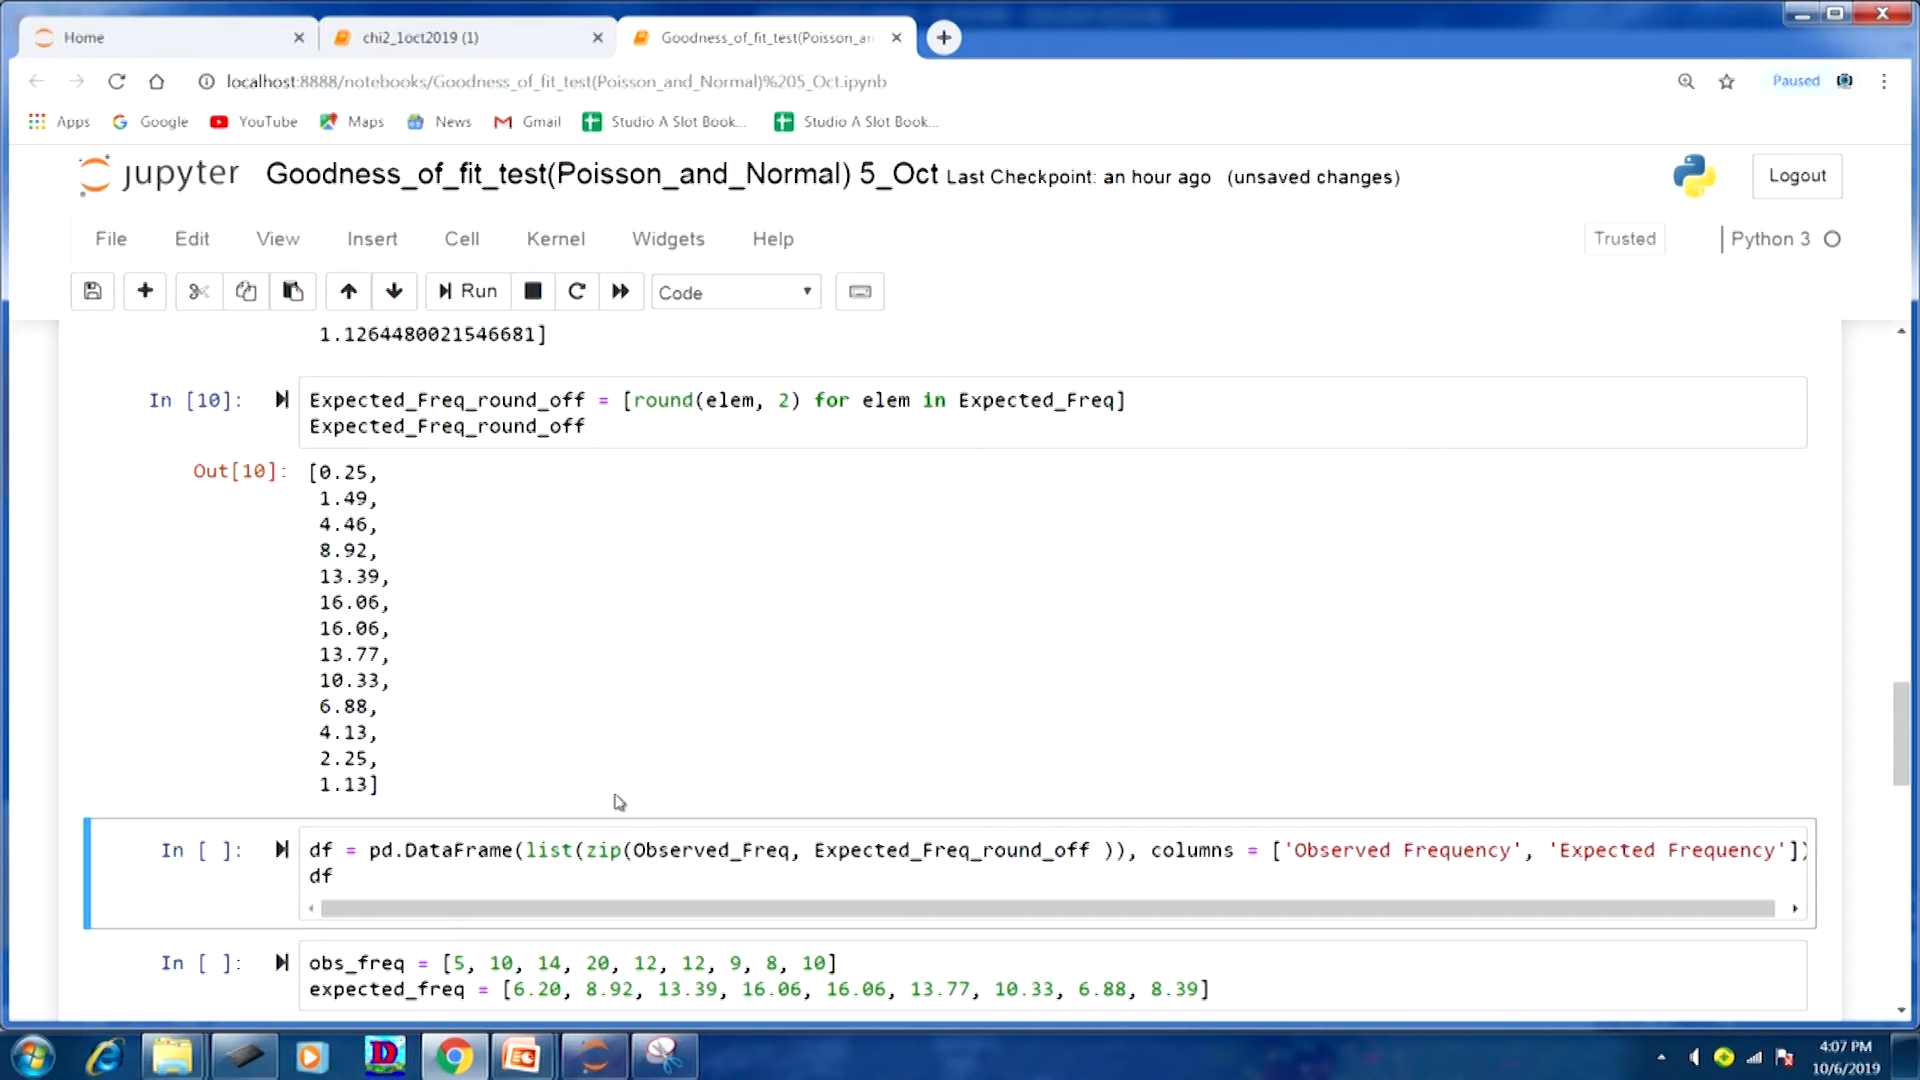 Home
chi2_1oct2019 (1)
Goodness_of_fit_test(Poisson_an
localhost:8888/notebooks/Goodness_of_fit_test(Poisson_and_Normal)%205_Oct.ipynb
Paused
Apps
Google
YouTube
Maps
News
Gmail
Studio A Slot Book...
Studio A Slot Book...
jupyter
Goodness_of_fit_test(Poisson_and_Normal) 5_Oct Last Checkpoint: an hour ago (unsaved changes)
Logout
File Edit View Insert Cell Kernel Widgets Help
Trusted
Python 3
Run
Code
1.1264480021546681]
In [10]:
Expected_Freq_round_off = [round(elem, 2) for elem in Expected_Freq]
Expected_Freq_round_off
Out[10]: [0.25,
1.49,
4.46,
8.92,
13.39,
16.06,
16.06,
13.77,
10.33,
6.88,
4.13,
2.25,
1.13]
In [ ]:
df = pd.DataFrame(list(zip(Observed_Freq, Expected_Freq_round_off )), columns = ['Observed Frequency', 'Expected Frequency'])
df
In [ ]:
obs_freq = [5, 10, 14, 20, 12, 12, 9, 8, 10]
expected_freq = [6.20, 8.92, 13.39, 16.06, 16.06, 13.77, 10.33, 6.88, 8.39]
4:07 PM
10/6/2019